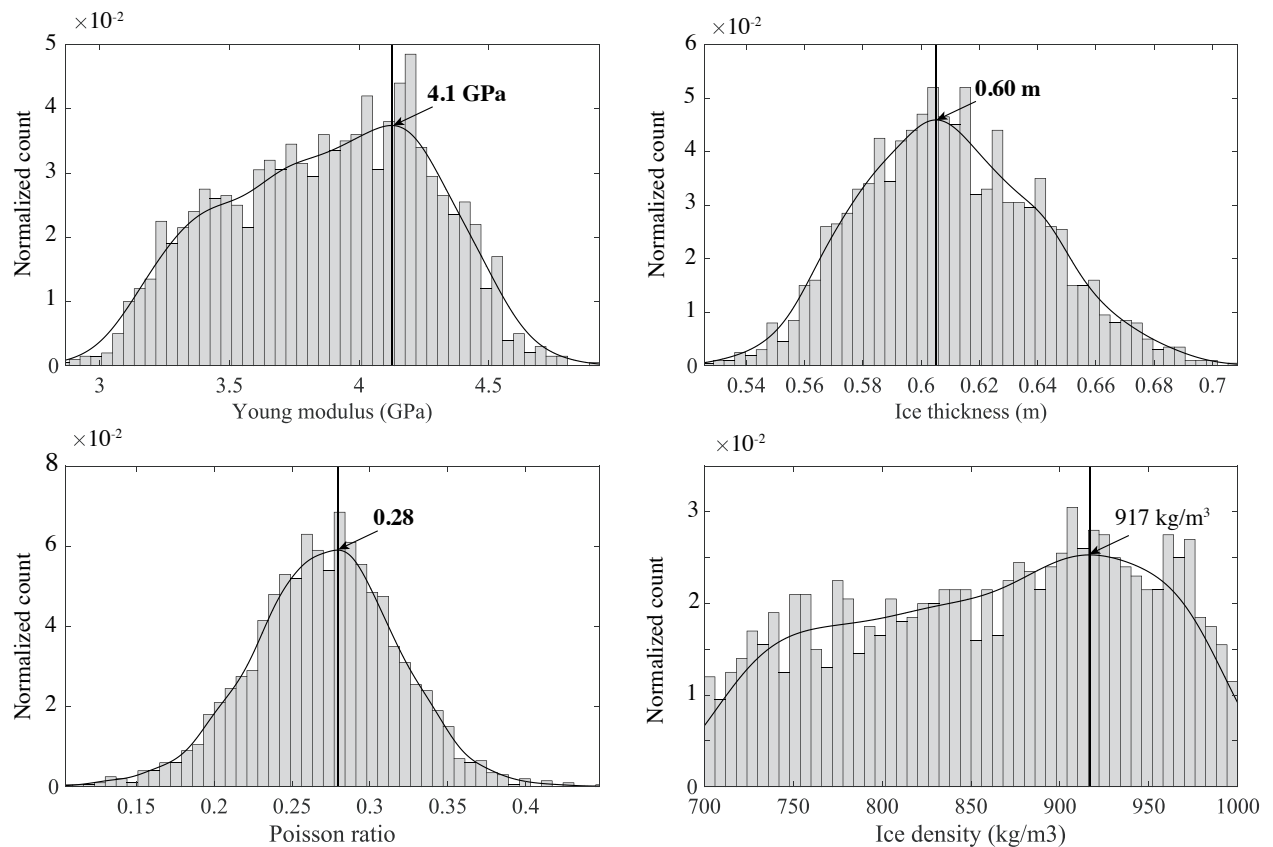 ×10-2
5
4
3
2
1
0
Normalized count
4.1 GPa
3 3.5 4 4.5
Young modulus (GPa)
×10-2
6
5
4
3
2
1
0
Normalized count
0.60 m
0.54 0.56 0.58 0.6 0.62 0.64 0.66 0.68 0.7
Ice thickness (m)
×10-2
8
6
4
2
0
Normalized count
0.28
0.15 0.2 0.25 0.3 0.35 0.4
Poisson ratio
×10-2
3
2
1
0
Normalized count
917 kg/m³
700 750 800 850 900 950 1000
Ice density (kg/m3)